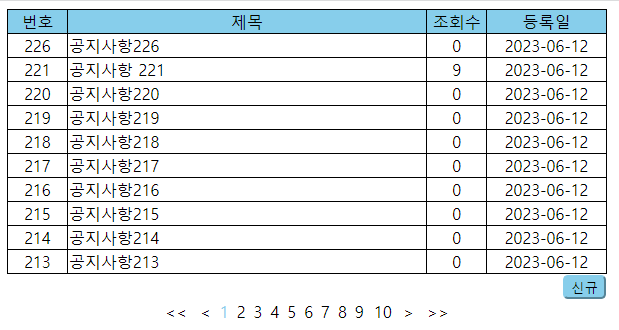 번호 제목 조회수 등록일
226 공지사항226 0 2023-06-12
221 공지사항 221 9 2023-06-12
220 공지사항220 0 2023-06-12
219 공지사항219 0 2023-06-12
218 공지사항218 0 2023-06-12
217 공지사항217 0 2023-06-12
216 공지사항216 0 2023-06-12
215 공지사항215 0 2023-06-12
214 공지사항214 0 2023-06-12
213 공지사항213 0 2023-06-12
신규
<< < 1 2 3 4 5 6 7 8 9 10 > >>